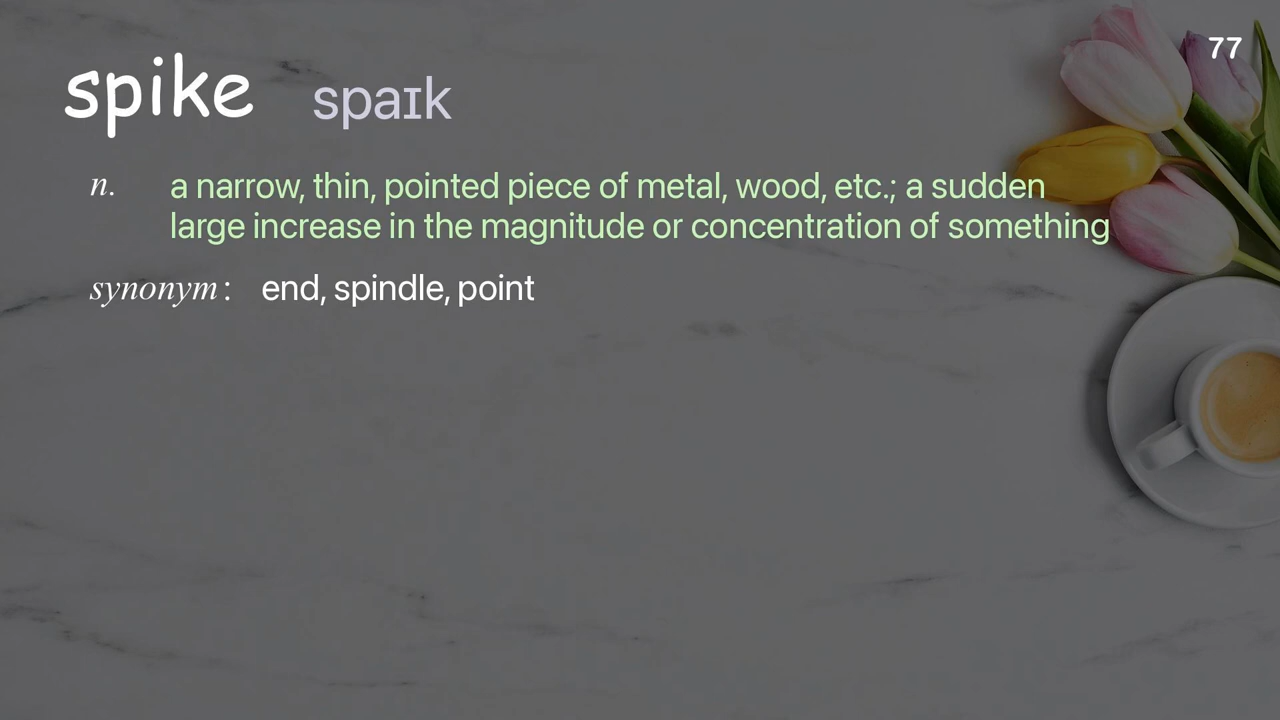 77
spike spaɪk
n. a narrow, thin, pointed piece of metal, wood, etc.; a sudden
large increase in the magnitude or concentration of something
synonym: end, spindle, point